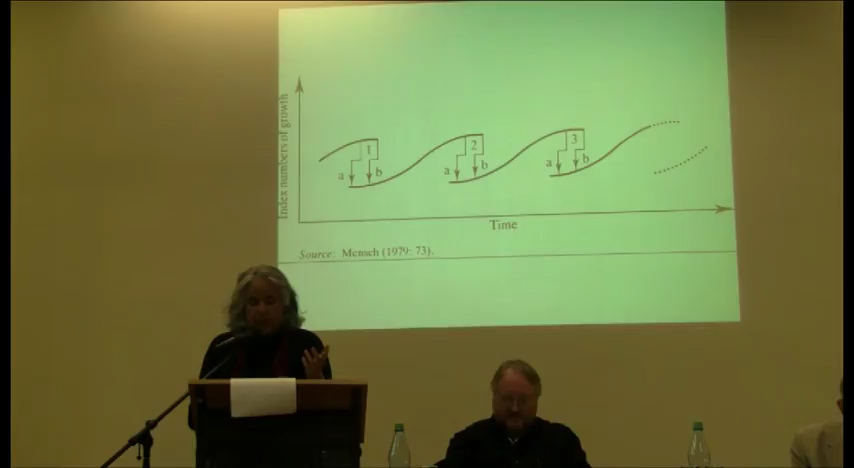 Index numbers of growth
1
a
b
2
a
b
3
a
b
Time
Source: Mensch (1979: 73).